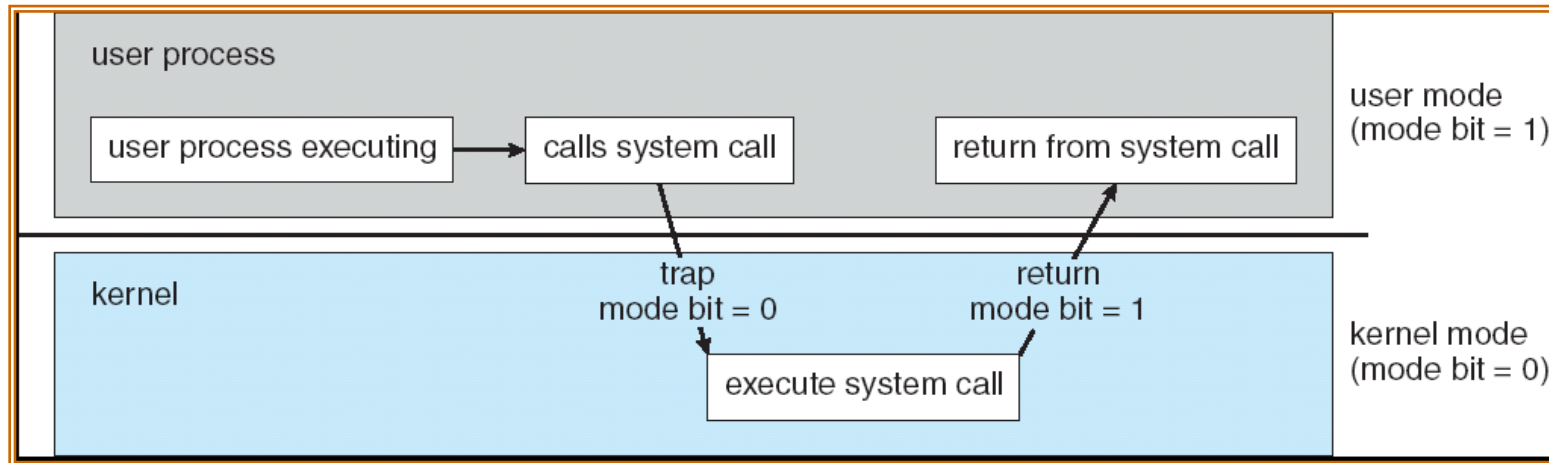 user process
user process executing
calls system call
return from system call
user mode
(mode bit = 1)
kernel
trap
mode bit = 0
return
mode bit = 1
execute system call
kernel mode
(mode bit = 0)